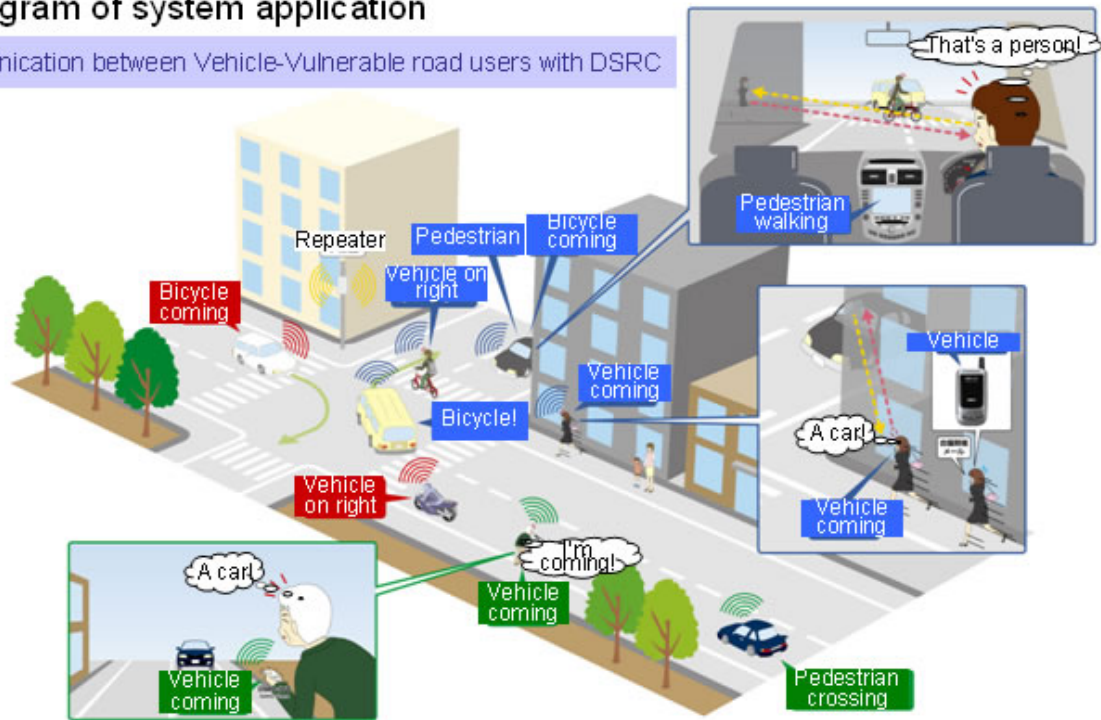 gram of system application
nication between Vehicle-Vulnerable road users with DSRC
That's a person!
Pedestrian
walking
Repeater
Pedestrian
Bicycle
coming
Vehicle on
right
Bicycle
coming
Vehicle
coming
Bicycle!
Vehicle
on right
Vehicle
A car!
Vehicle
coming
I'm
coming!
Vehicle
coming
A car!
Vehicle
coming
Pedestrian
crossing